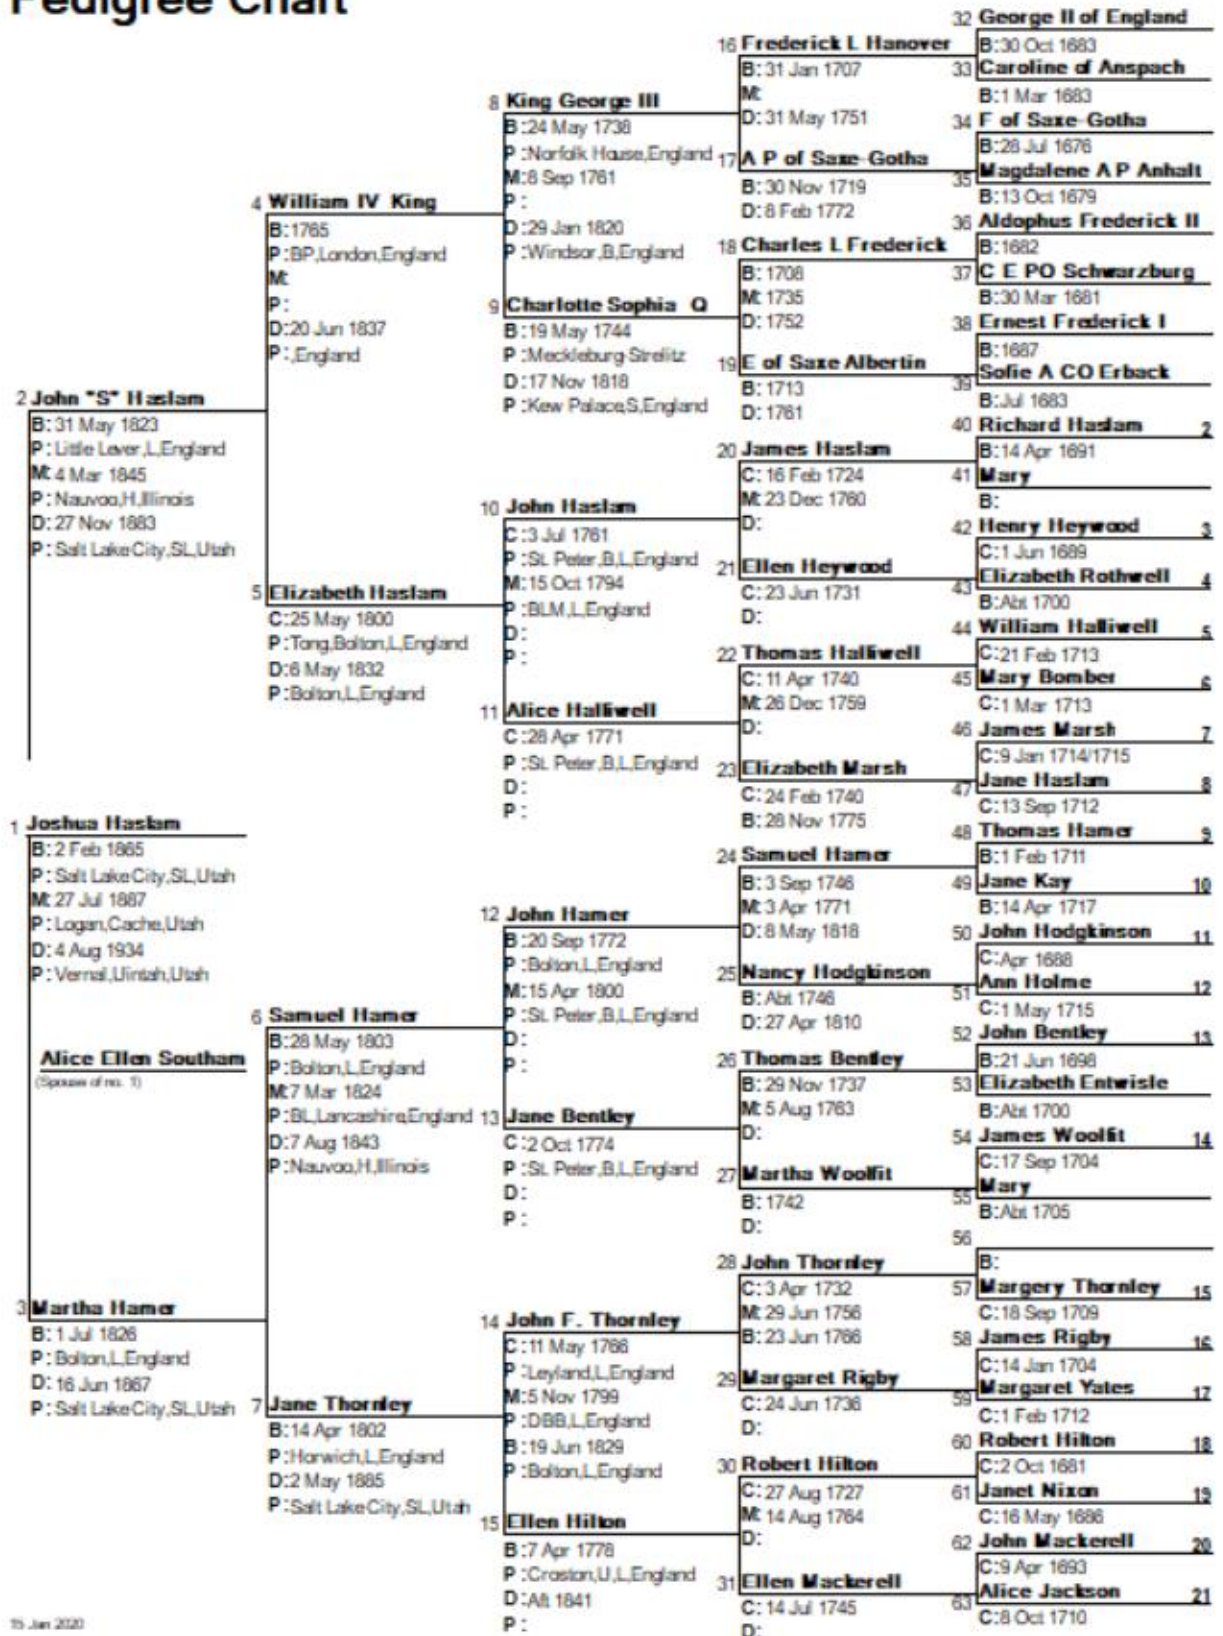 Pedigree Chart
1 Joshua Haslam
B: 2 Feb 1865
P: Salt Lake City,SL,Utah
M: 27 Jul 1887
P: Logan,Cache,Utah
D: 4 Aug 1934
P: Vernal,Uintah,Utah
Alice Ellen Southam
(Spouse of no. 1)
2 John "S" Haslam
B: 31 May 1823
P: Little Lever,L,England
M: 4 Mar 1845
P: Nauvoo,H,Illinois
D: 27 Nov 1883
P: Salt Lake City,SL,Utah
3 Martha Hamer
B: 1 Jul 1826
P: Bolton,L,England
D: 16 Jun 1867
P: Salt Lake City,SL,Utah
4 William IV King
B:1765
P:BP,London,England
M:
P:
D:20 Jun 1837
P:,England
5 Elizabeth Haslam
C:25 May 1800
P:Tong,Bolton,L,England
D:6 May 1832
P:Bolton,L,England
6 Samuel Hamer
B:28 May 1803
P:Bolton,L,England
M:7 Mar 1824
P:BL,Lancashire,England
D:7 Aug 1843
P:Nauvoo,H,Illinois
7 Jane Thornley
B:14 Apr 1802
P:Horwich,L,England
D:2 May 1885
P:Salt Lake City,SL,Utah
8 King George III
B:24 May 1738
P:Norfolk House,England
M:8 Sep 1761
P:
D:29 Jan 1820
P:Windsor,B,England
9 Charlotte Sophia Q
B:19 May 1744
P:Meckleburg-Strelitz
D:17 Nov 1818
P:Kew Palace,S,England
10 John Haslam
C:3 Jul 1761
P:St. Peter,B,L,England
M:15 Oct 1794
P:BLM,L,England
D:
P:
11 Alice Halliwell
C:28 Apr 1771
P:St. Peter,B,L,England
D:
P:
12 John Hamer
B:20 Sep 1772
P:Bolton,L,England
M:15 Apr 1800
P:St. Peter,B,L,England
D:
P:
13 Jane Bentley
C:2 Oct 1774
P:St. Peter,B,L,England
D:
P:
14 John F. Thornley
C:11 May 1766
P:Leyland,L,England
M:5 Nov 1799
P:DBB,L,England
B:19 Jun 1829
P:Bolton,L,England
15 Ellen Hilton
B:7 Apr 1778
P:Croston,U,L,England
D:Aft 1841
P:
16 Frederick L Hanover
B: 31 Jan 1707
M:
D: 31 May 1751
17 A P of Saxe-Gotha
B: 30 Nov 1719
D: 8 Feb 1772
18 Charles L Frederick
B: 1708
M: 1735
D: 1752
19 E of Saxe Albertin
B: 1713
D: 1761
20 James Haslam
C: 16 Feb 1724
M: 23 Dec 1760
D:
21 Ellen Heywood
C: 23 Jun 1731
D:
22 Thomas Halliwell
C: 11 Apr 1740
M: 26 Dec 1759
D:
23 Elizabeth Marsh
C: 24 Feb 1740
B: 28 Nov 1775
24 Samuel Hamer
B: 3 Sep 1746
M: 3 Apr 1771
D: 8 May 1818
25 Nancy Hodgkinson
B: Abt 1746
D: 27 Apr 1810
26 Thomas Bentley
B: 29 Nov 1737
M: 5 Aug 1763
D:
27 Martha Woolfit
B: 1742
D:
28 John Thornley
C: 3 Apr 1732
M: 29 Jun 1756
B: 23 Jun 1766
29 Margaret Rigby
C: 24 Jun 1736
D:
30 Robert Hilton
C: 27 Aug 1727
M: 14 Aug 1764
D:
31 Ellen Mackerell
C: 14 Jul 1745
D:
32 George II of England
B:30 Oct 1683
33 Caroline of Anspach
B:1 Mar 1683
34 F of Saxe-Gotha
B:28 Jul 1676
35 Magdalene A P Anhalt
B:13 Oct 1679
36 Aldophus Frederick II
B:1682
37 C E PO Schwarzburg
B:30 Mar 1681
38 Ernest Frederick I
B:1687
39 Sofie A CO Erback
B:Jul 1683
40 Richard Haslam 2
B:14 Apr 1691
41 Mary
B:
42 Henry Heywood 3
C:1 Jun 1689
43 Elizabeth Rothwell 4
B:Abt 1700
44 William Halliwell 5
C:21 Feb 1713
45 Mary Bomber 6
C:1 Mar 1713
46 James Marsh 7
C:9 Jan 1714/1715
47 Jane Haslam 8
C:13 Sep 1712
48 Thomas Hamer 9
B:1 Feb 1711
49 Jane Kay 10
B:14 Apr 1717
50 John Hodgkinson 11
C:Apr 1688
51 Ann Holme 12
C:1 May 1715
52 John Bentley 13
B:21 Jun 1698
53 Elizabeth Entwisle
B:Abt 1700
54 James Woolfit 14
C:17 Sep 1704
55 Mary
B:Abt 1705
56
B:
57 Margery Thornley 15
C:18 Sep 1709
58 James Rigby 16
C:14 Jan 1704
59 Margaret Yates 17
C:1 Feb 1712
60 Robert Hilton 18
C:2 Oct 1681
61 Janet Nixon 19
C:16 May 1686
62 John Mackerell 20
C:9 Apr 1693
63 Alice Jackson 21
C:8 Oct 1710
15 Jan 2020